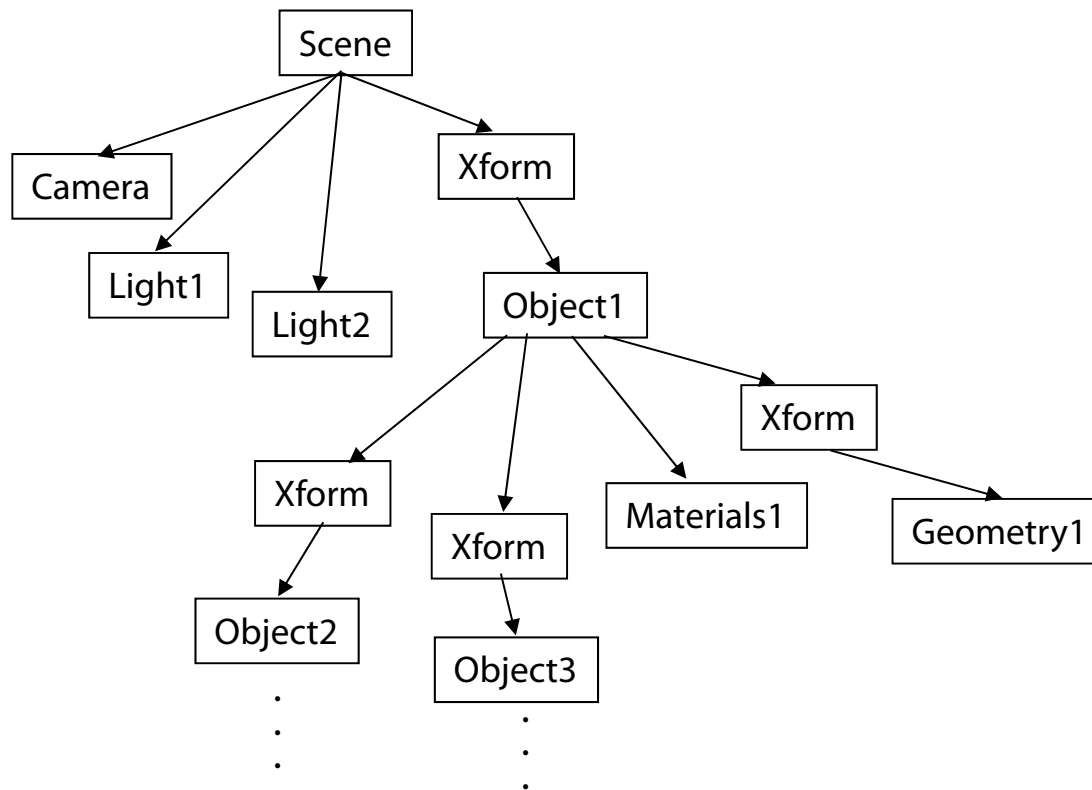 Scene
Camera
Xform
Light1
Light2
Object1
Xform
Xform
Materials1
Xform
Geometry1
Object2
Object3